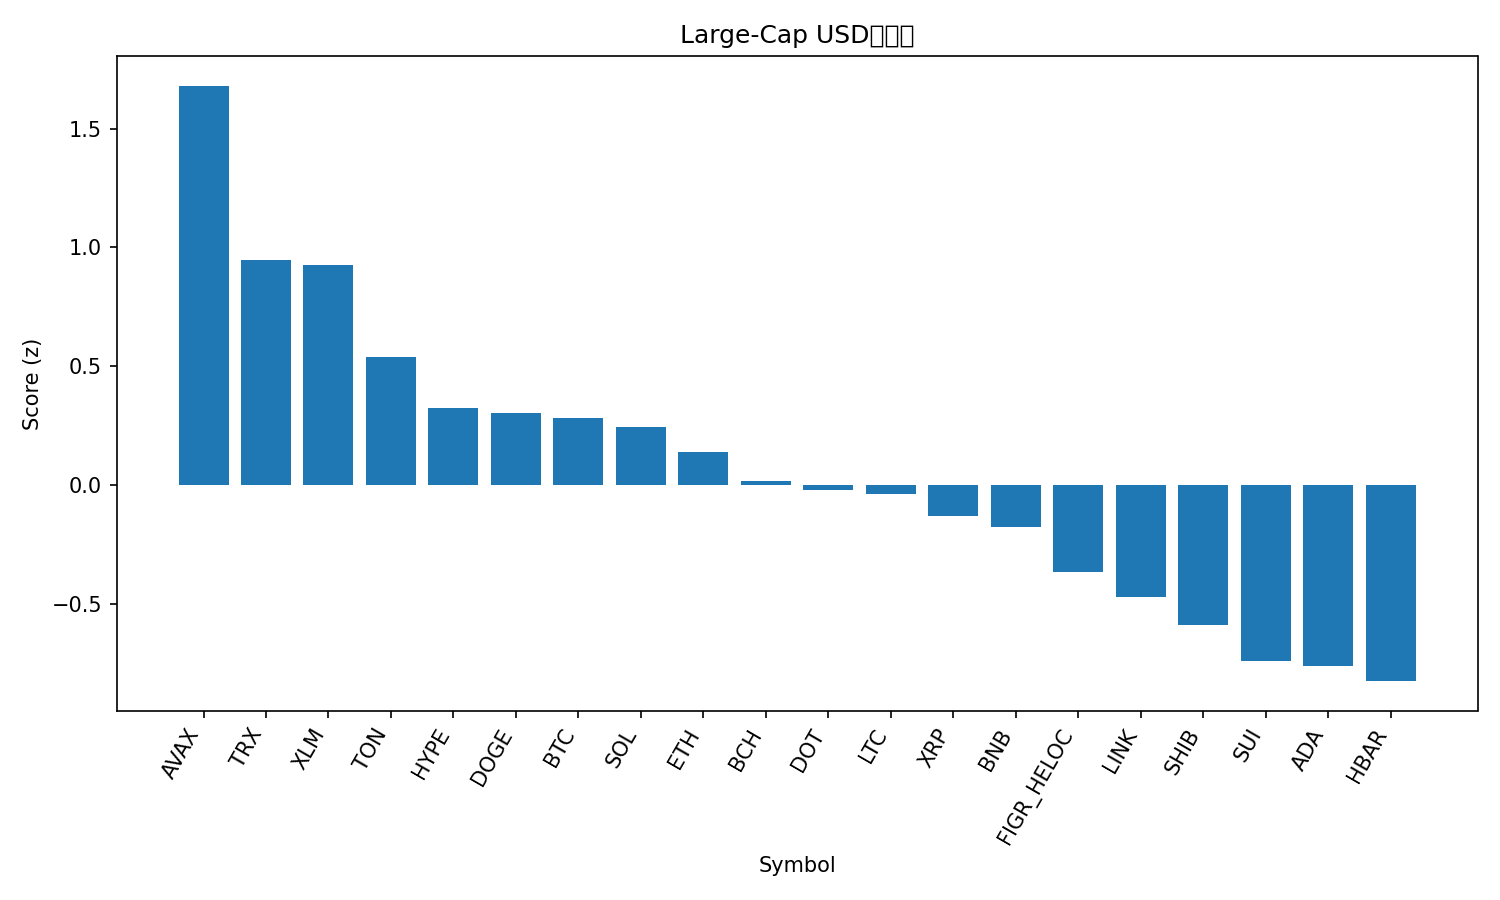 Large-Cap USD
Score (z)
1.5
1.0
0.5
0.0
−0.5
AVAX
TRX
XLM
TON
HYPE
DOGE
BTC
SOL
ETH
BCH
DOT
LTC
XRP
BNB
FIGR_HELOC
LINK
SHIB
SUI
ADA
HBAR
Symbol